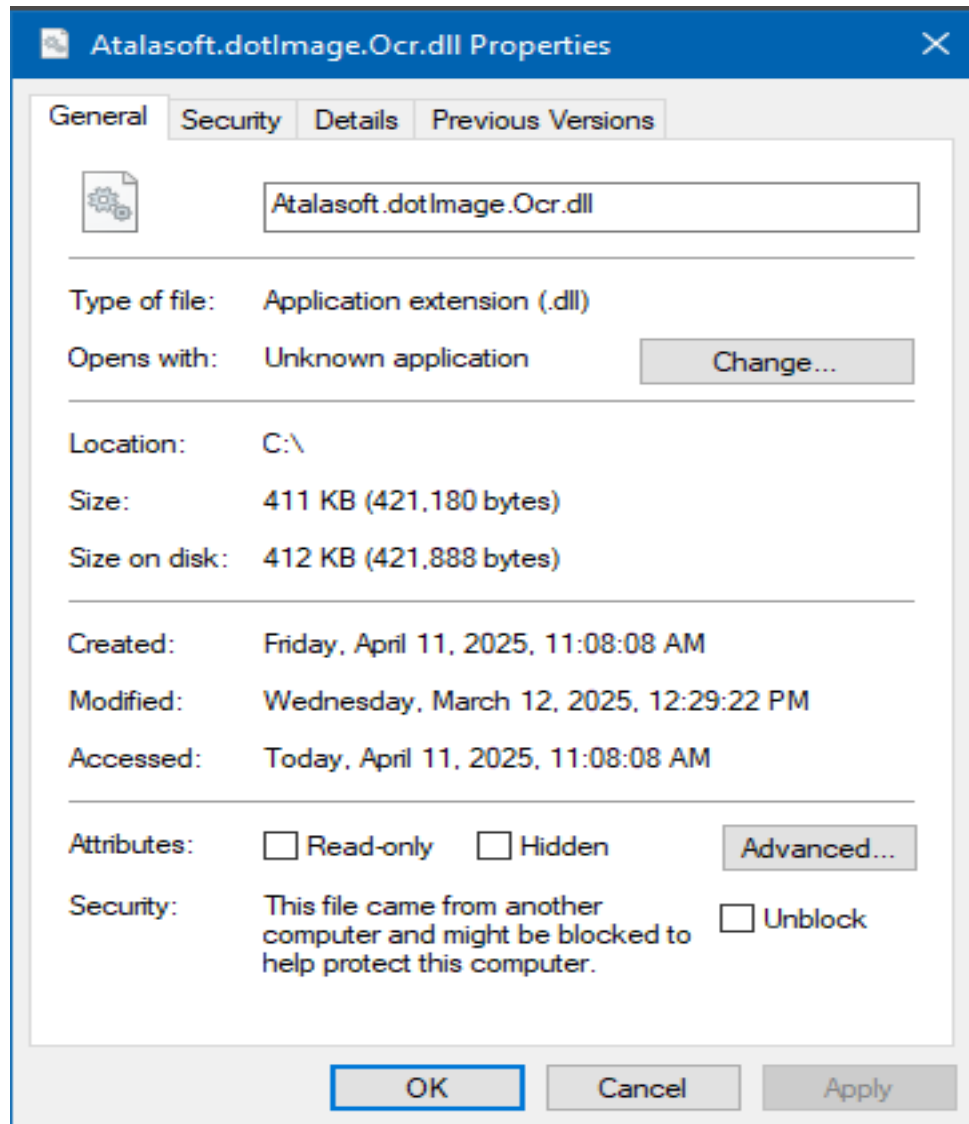 Atalasoft.dotImage.Ocr.dll Properties
General Security Details Previous Versions
Atalasoft.dotImage.Ocr.dll
Type of file: Application extension (.dll)
Opens with: Unknown application Change...
Location: C:\
Size: 411 KB (421,180 bytes)
Size on disk: 412 KB (421,888 bytes)
Created: Friday, April 11, 2025, 11:08:08 AM
Modified: Wednesday, March 12, 2025, 12:29:22 PM
Accessed: Today, April 11, 2025, 11:08:08 AM
Attributes: Read-only Hidden Advanced...
Security: This file came from another
computer and might be blocked to
help protect this computer.
Unblock
OK Cancel Apply